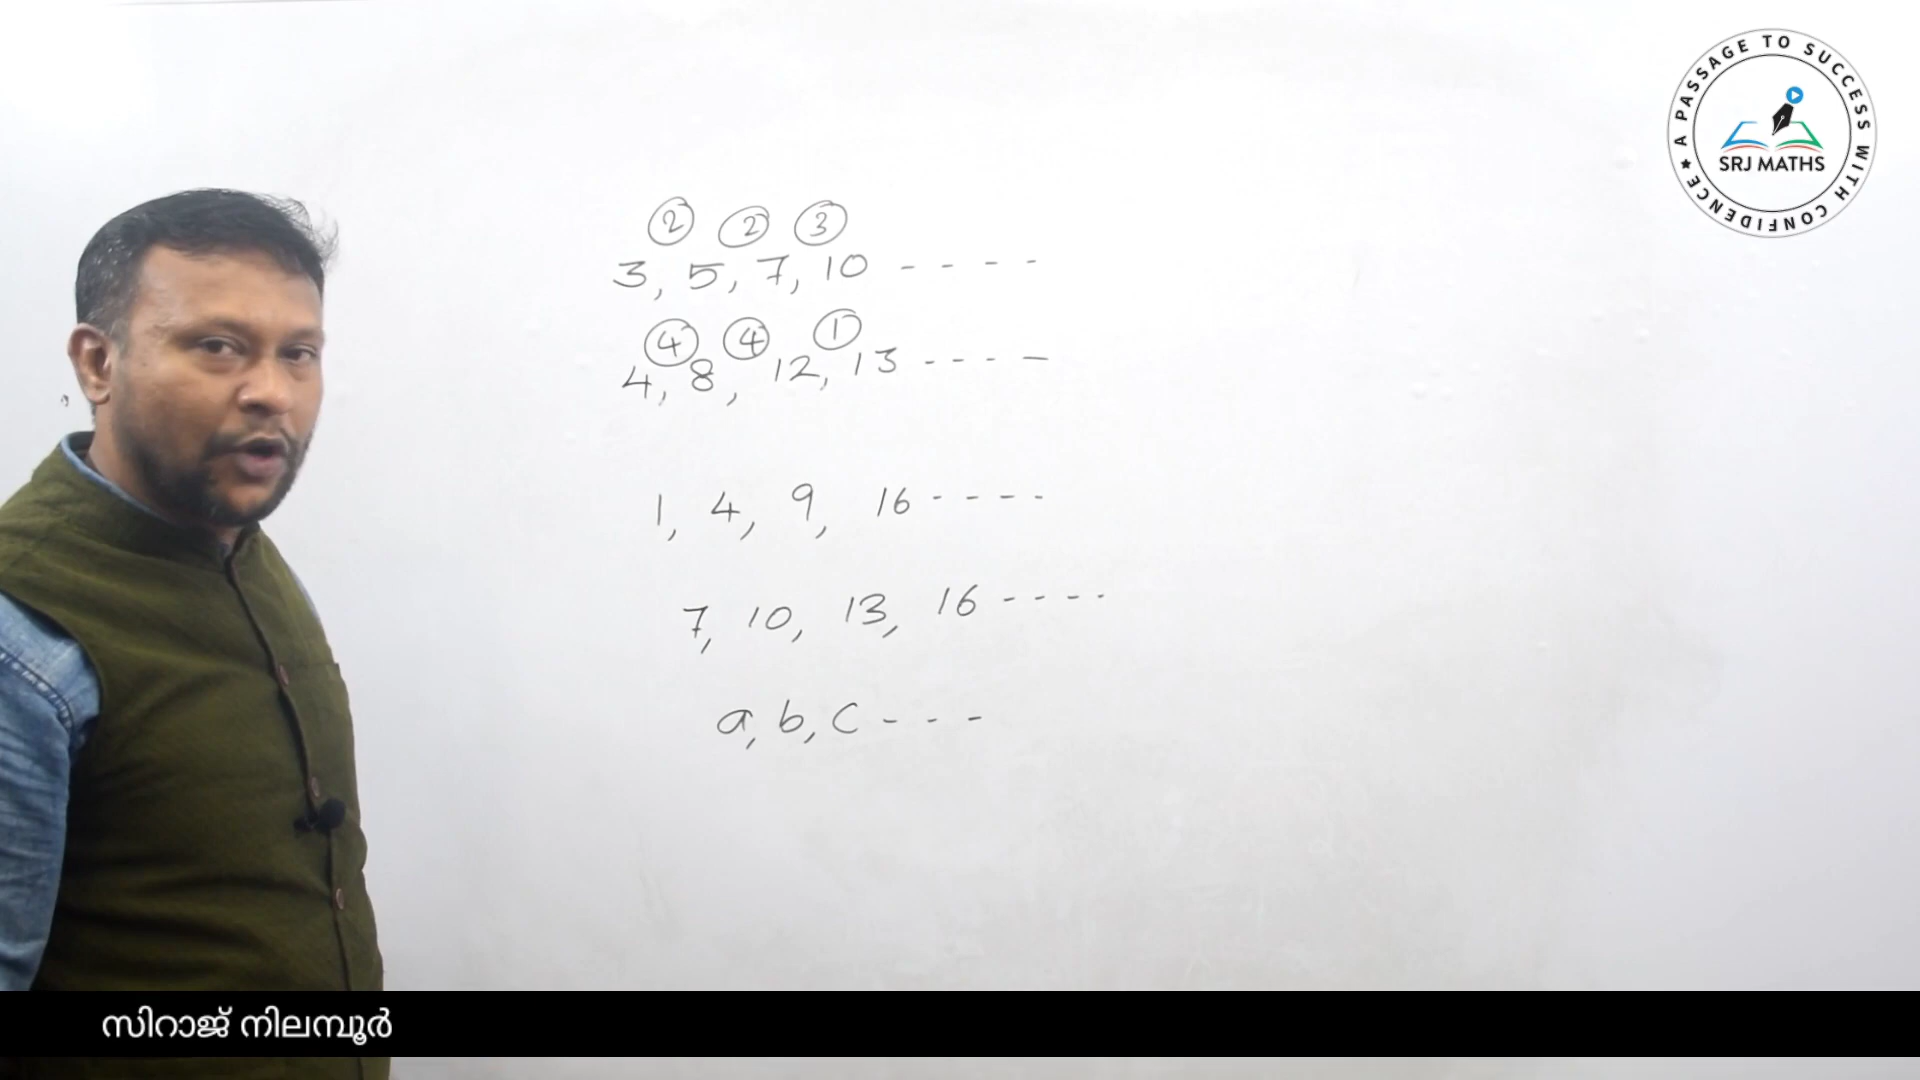 A PASSAGE TO SUCCESS WITH CONFIDENCE ★
SRJ MATHS
2 2 3
3, 5, 7, 10 - - - -
4 4 1
4, 8, 12, 13 - - - -
1, 4, 9, 16 - - - -
7, 10, 13, 16 - - - -
a, b, c - - -
സിറാജ് നിലമ്പൂർ